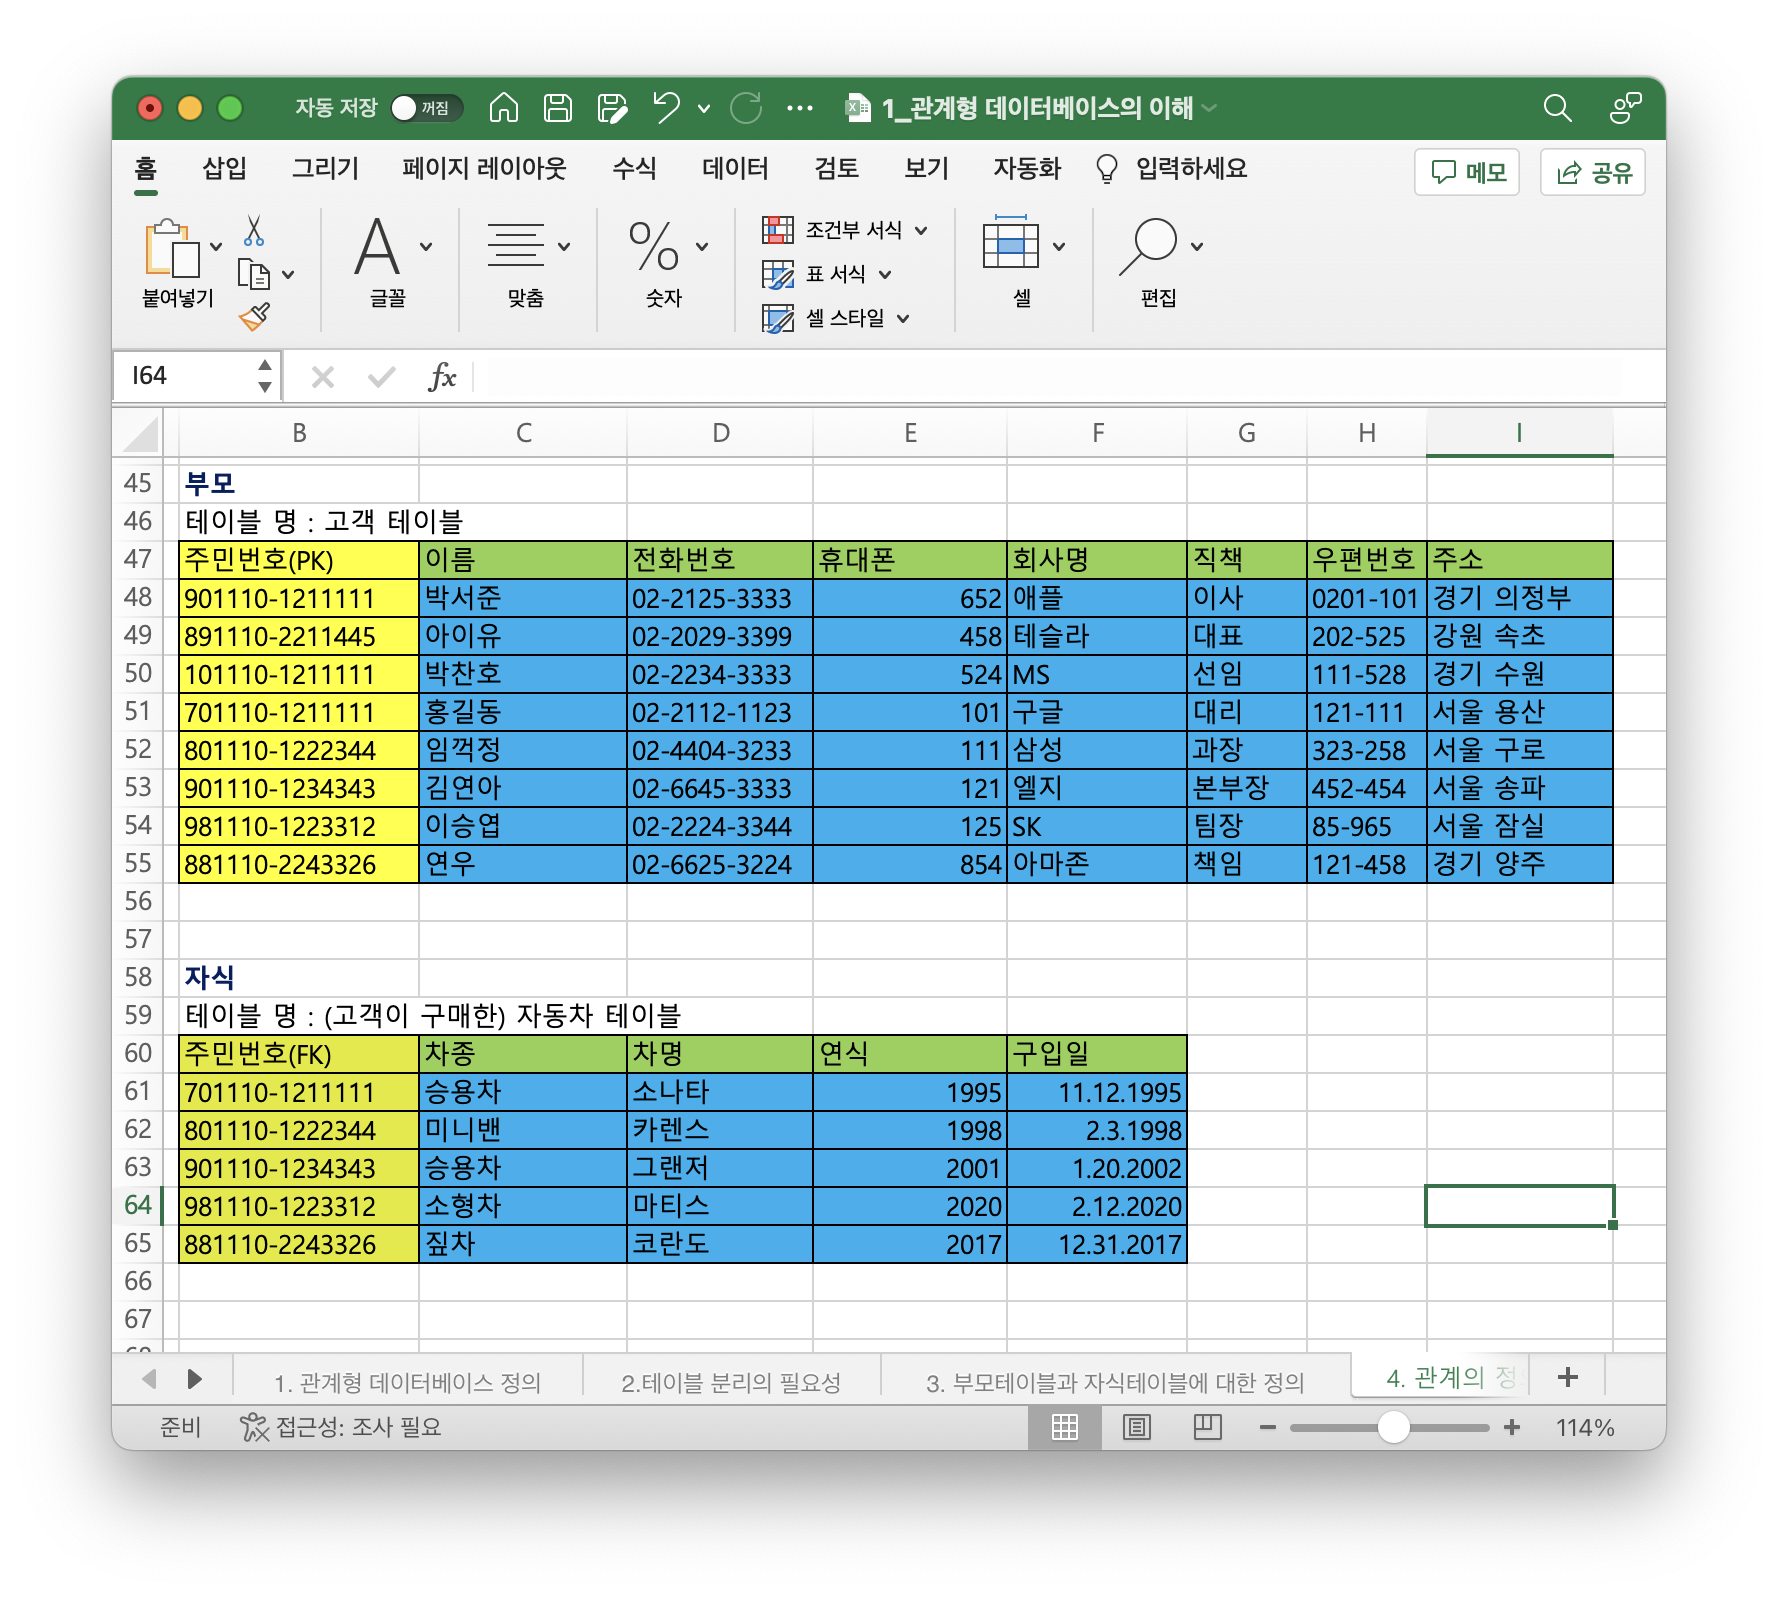 자동 저장 꺼짐 1_관계형 데이터베이스의 이해
홈 삽입 그리기 페이지 레이아웃 수식 데이터 검토 보기 자동화 입력하세요 메모 공유
붙여넣기 글꼴 맞춤 숫자 조건부 서식 표 서식 셀 스타일 셀 편집
I64 fx
B C D E F G H I
45 부모
46 테이블 명 : 고객 테이블
47 주민번호(PK) 이름 전화번호 휴대폰 회사명 직책 우편번호 주소
48 901110-1211111 박서준 02-2125-3333 652 애플 이사 0201-101 경기 의정부
49 891110-2211445 아이유 02-2029-3399 458 테슬라 대표 202-525 강원 속초
50 101110-1211111 박찬호 02-2234-3333 524 MS 선임 111-528 경기 수원
51 701110-1211111 홍길동 02-2112-1123 101 구글 대리 121-111 서울 용산
52 801110-1222344 임꺽정 02-4404-3233 111 삼성 과장 323-258 서울 구로
53 901110-1234343 김연아 02-6645-3333 121 엘지 본부장 452-454 서울 송파
54 981110-1223312 이승엽 02-2224-3344 125 SK 팀장 85-965 서울 잠실
55 881110-2243326 연우 02-6625-3224 854 아마존 책임 121-458 경기 양주
56
57
58 자식
59 테이블 명 : (고객이 구매한) 자동차 테이블
60 주민번호(FK) 차종 차명 연식 구입일
61 701110-1211111 승용차 소나타 1995 11.12.1995
62 801110-1222344 미니밴 카렌스 1998 2.3.1998
63 901110-1234343 승용차 그랜저 2001 1.20.2002
64 981110-1223312 소형차 마티스 2020 2.12.2020
65 881110-2243326 짚차 코란도 2017 12.31.2017
66
67
1. 관계형 데이터베이스 정의 2.테이블 분리의 필요성 3. 부모테이블과 자식테이블에 대한 정의 4. 관계의 정
준비 접근성: 조사 필요 114%